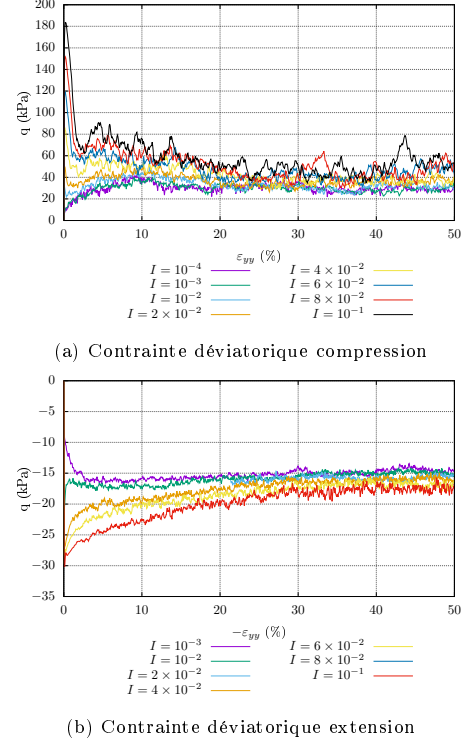 200
180
160
140
120
100
80
60
40
20
0
q (kPa)
0 10 20 30 40 50
ε_yy (%)
I = 10⁻⁴ I = 4 × 10⁻²
I = 10⁻³ I = 6 × 10⁻²
I = 10⁻² I = 8 × 10⁻²
I = 2 × 10⁻² I = 10⁻¹
(a) Contrainte déviatorique compression
0
−5
−10
−15
−20
−25
−30
−35
q (kPa)
0 10 20 30 40 50
−ε_yy (%)
I = 10⁻³ I = 6 × 10⁻²
I = 10⁻² I = 8 × 10⁻²
I = 2 × 10⁻² I = 10⁻¹
I = 4 × 10⁻²
(b) Contrainte déviatorique extension